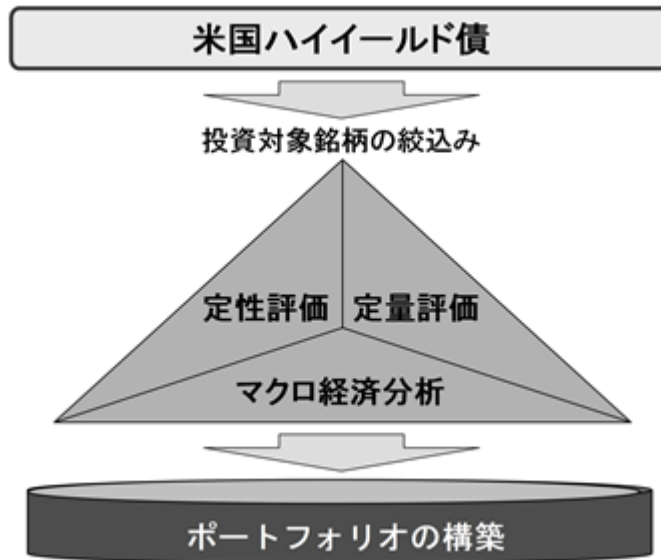 米国ハイイールド債
投資対象銘柄の絞込み
定性評価
定量評価
マクロ経済分析
ポートフォリオの構築